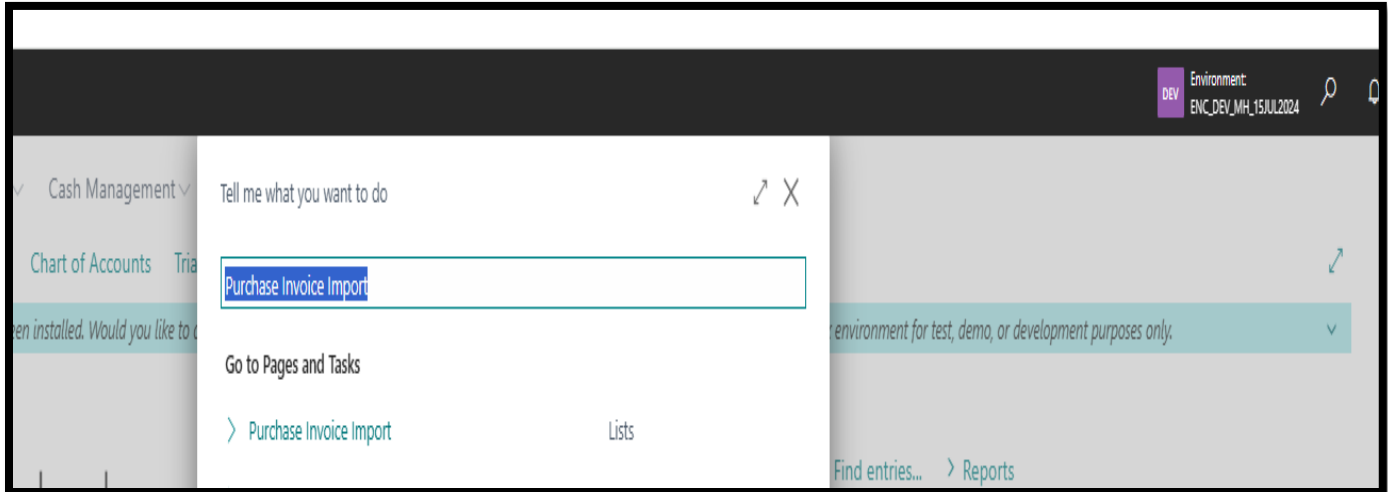 DEV
Environment:
ENC_DEV_MH_15JUL2024
Cash Management
Tell me what you want to do
Chart of Accounts Tria
Purchase Invoice Import
en installed. Would you like to environment for test, demo, or development purposes only.
Go to Pages and Tasks
Purchase Invoice Import Lists
Find entries... Reports